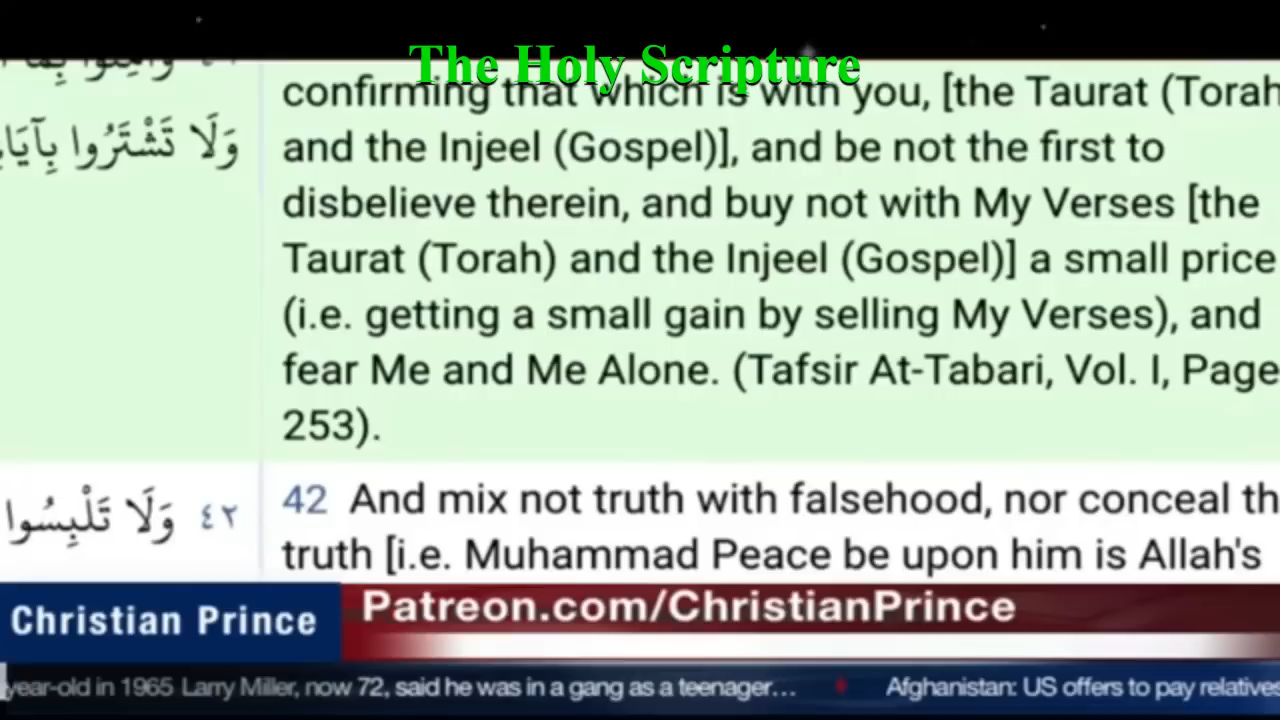 The Holy Scripture
confirming that which is with you, [the Taurat (Torah
and the Injeel (Gospel)], and be not the first to
وَلَا تَشْتَرُوا بِآيَا
disbelieve therein, and buy not with My Verses [the
Taurat (Torah) and the Injeel (Gospel)] a small price
(i.e. getting a small gain by selling My Verses), and
fear Me and Me Alone. (Tafsir At-Tabari, Vol. I, Page
253).
٤٢ وَلَا تَلْبِسُوا
42 And mix not truth with falsehood, nor conceal th
truth [i.e. Muhammad Peace be upon him is Allah's
Christian Prince
Patreon.com/ChristianPrince
year-old in 1965 Larry Miller, now 72, said he was in a gang as a teenager... Afghanistan: US offers to pay relatives